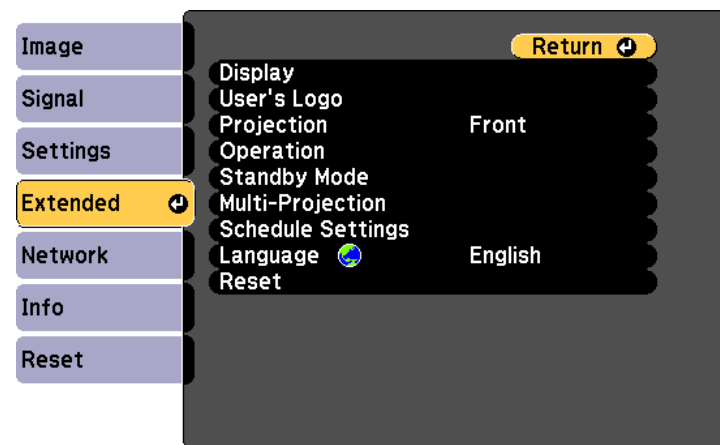 Image
Signal
Settings
Extended
Network
Info
Reset
Return
Display
User's Logo
Projection Front
Operation
Standby Mode
Multi-Projection
Schedule Settings
Language English
Reset